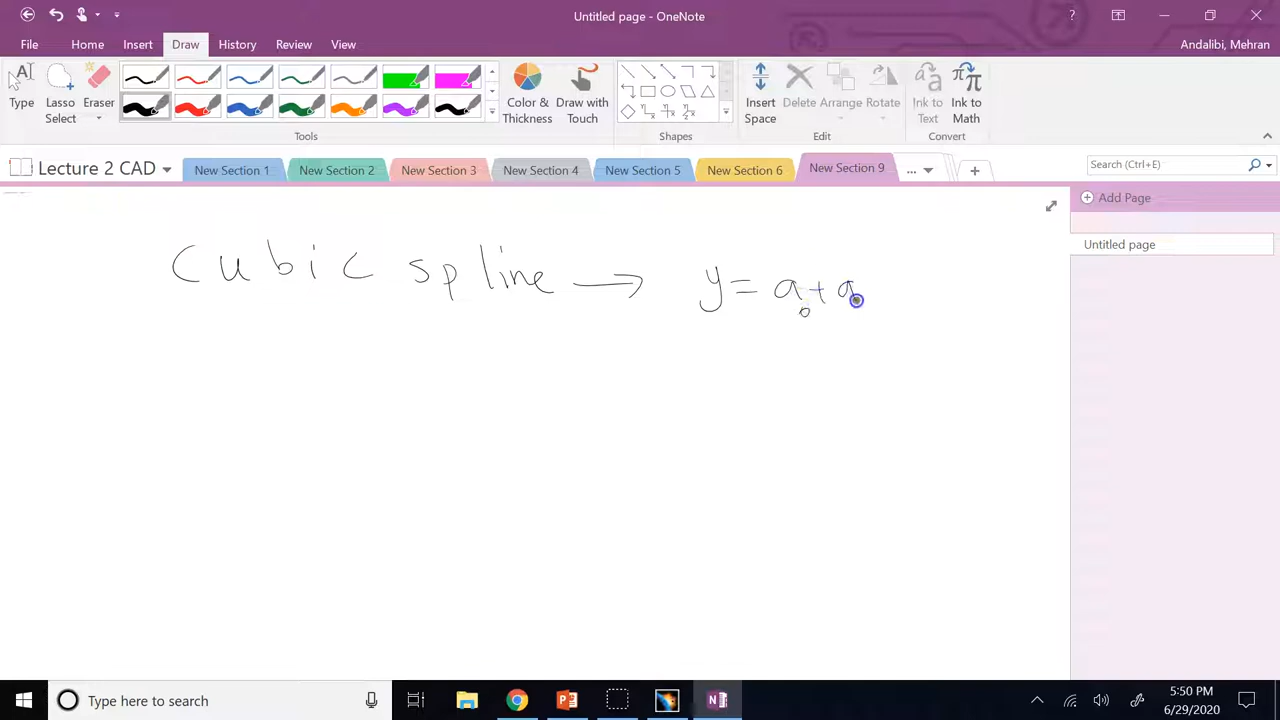 Untitled page - OneNote
?
Andalibi, Mehran
File Home Insert Draw History Review View
Type
Lasso Select
Eraser
Color & Thickness
Draw with Touch
Insert Space
Delete
Arrange
Rotate
Ink to Text
Ink to Math
Tools
Shapes
Edit
Convert
Lecture 2 CAD
New Section 1 New Section 2 New Section 3 New Section 4 New Section 5 New Section 6 New Section 9 ...
Search (Ctrl+E)
Add Page
Untitled page
Cubic spline → y = a₀ + a
Type here to search
5:50 PM
6/29/2020